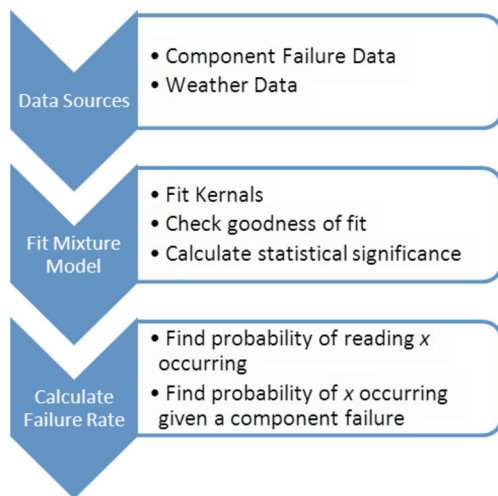 Data Sources
• Component Failure Data
• Weather Data
Fit Mixture
Model
• Fit Kernals
• Check goodness of fit
• Calculate statistical significance
Calculate
Failure Rate
• Find probability of reading x
occurring
• Find probability of x occurring
given a component failure